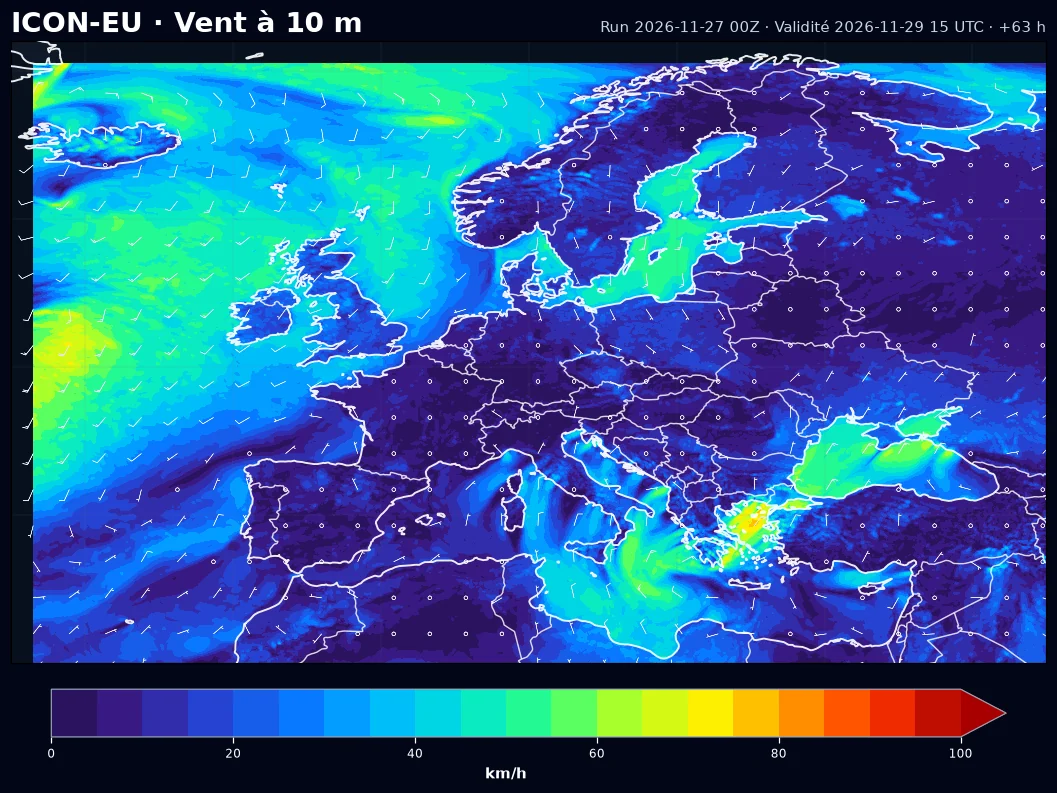 ICON-EU · Vent à 10 m
Run 2026-11-27 00Z · Validité 2026-11-29 15 UTC · +63 h
0 20 40 60 80 100
km/h